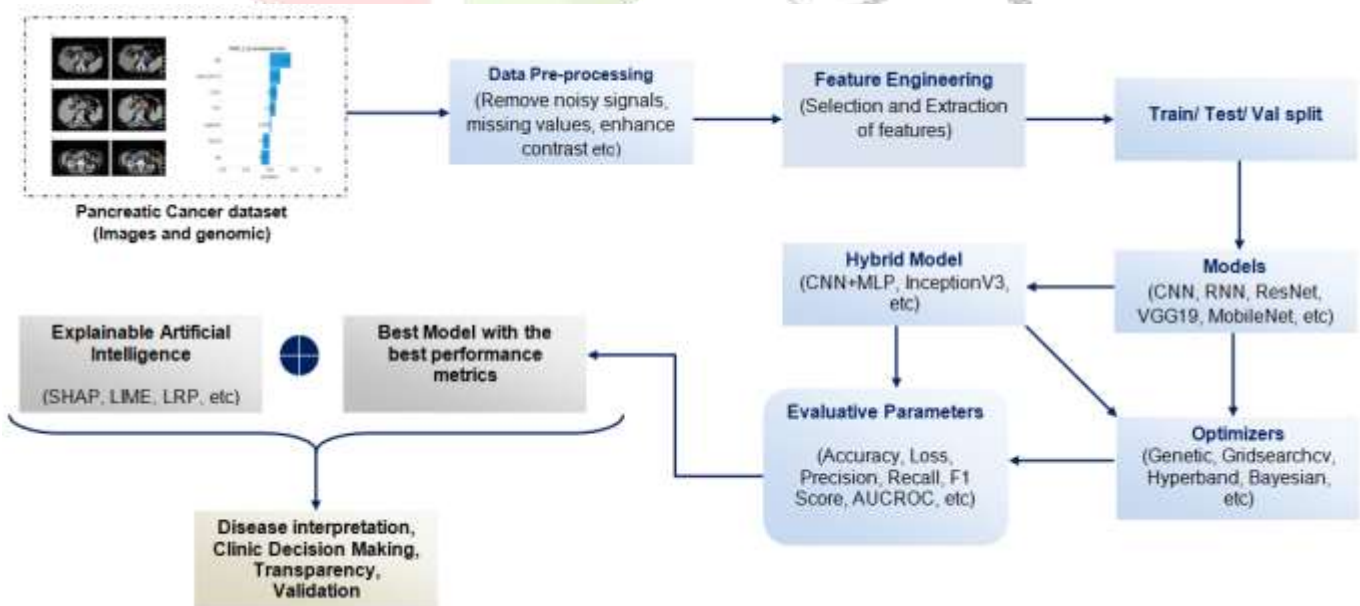 Pancreatic Cancer dataset
(Images and genomic)
Data Pre-processing
(Remove noisy signals,
missing values, enhance
contrast etc)
Feature Engineering
(Selection and Extraction
of features)
Train/ Test/ Val split
Models
(CNN, RNN, ResNet,
VGG19, MobileNet, etc)
Hybrid Model
(CNN+MLP, InceptionV3,
etc)
Optimizers
(Genetic, Gridsearchcv,
Hyperband, Bayesian,
etc)
Evaluative Parameters
(Accuracy, Loss,
Precision, Recall, F1
Score, AUCROC, etc)
Best Model with the
best performance
metrics
Explainable Artificial
Intelligence
(SHAP, LIME, LRP, etc)
Disease interpretation,
Clinic Decision Making,
Transparency,
Validation